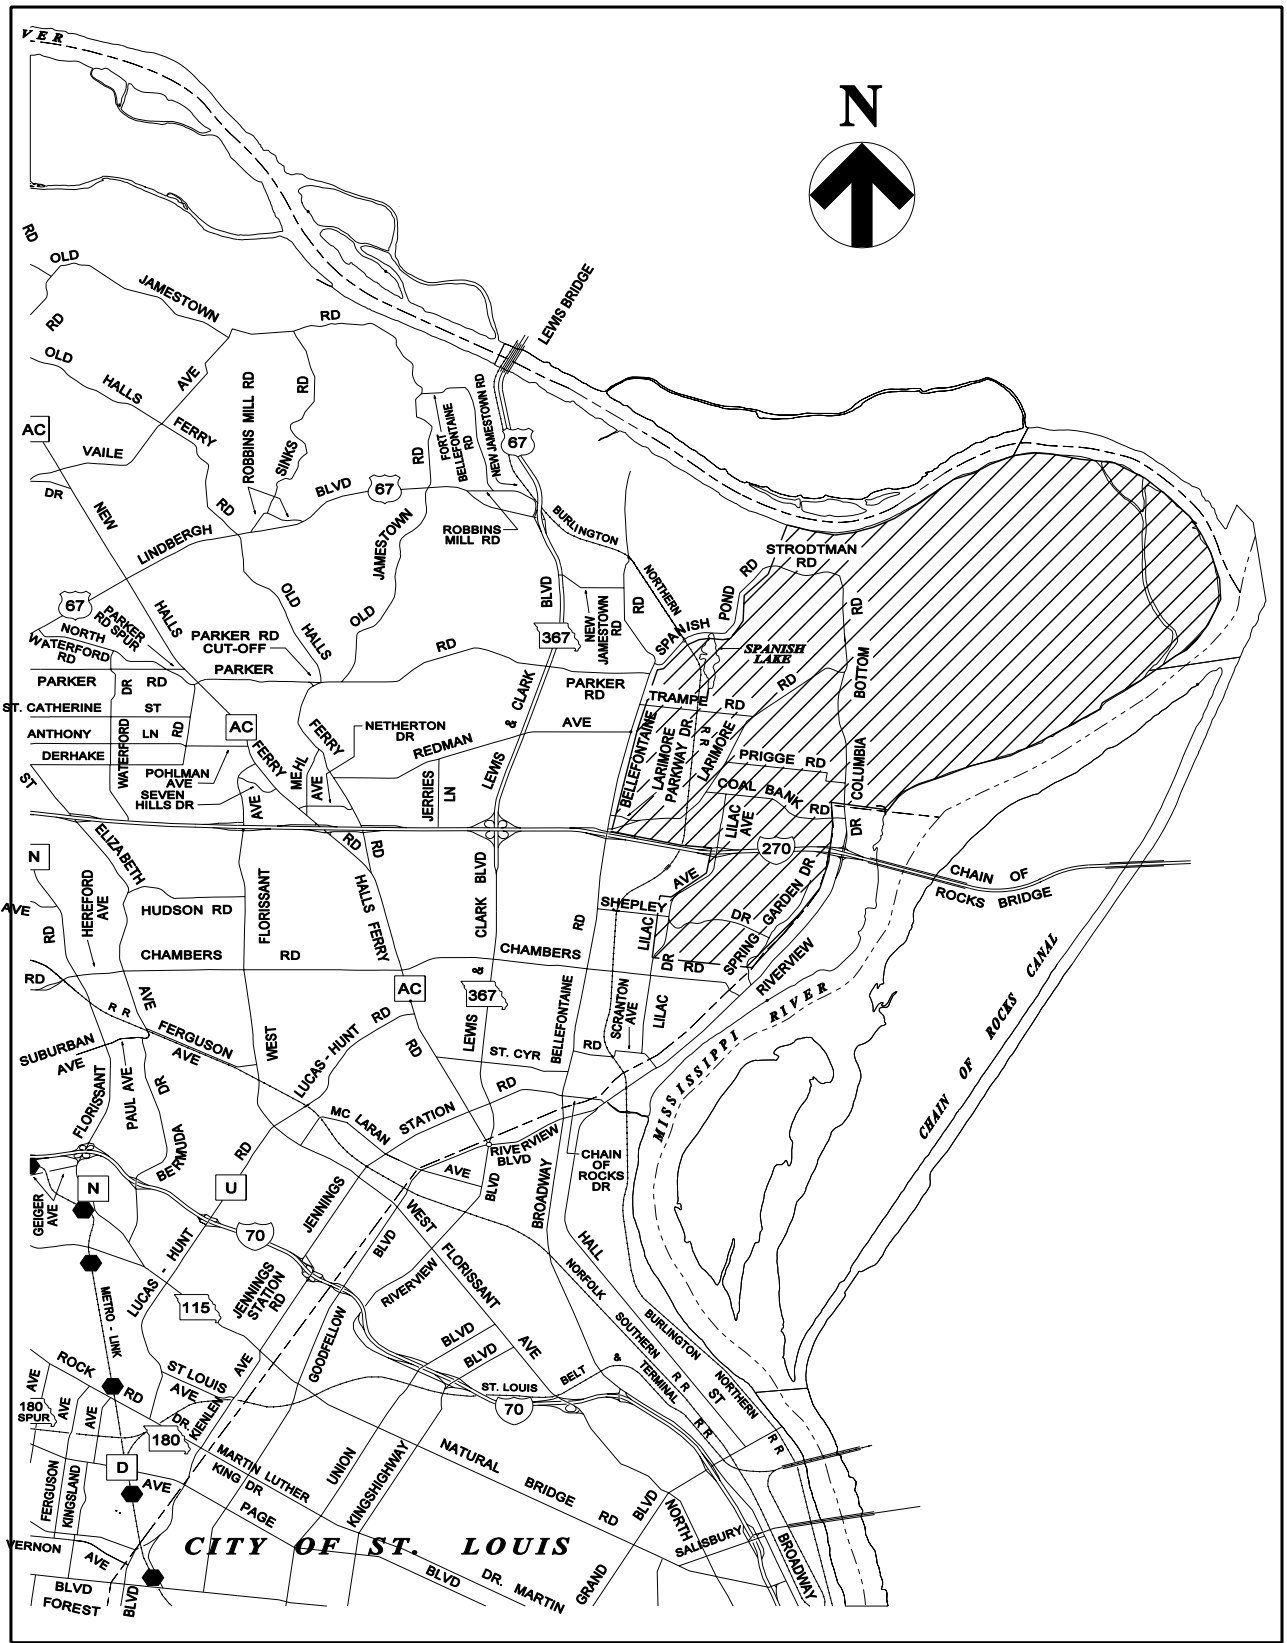 VER
N
RD
OLD
JAMESTOWN
RD
LEWIS BRIDGE
RD
OLD
HALLS
AVE
FERRY
ROBBINS MILL RD
RD
SINKS
FORT
BELLEFONTAINE
RD
NEW JAMESTOWN RD
67
AC
VAILE
DR
NEW
RD
BLVD
67
RD
LINDBERGH
JAMESTOWN
ROBBINS
MILL RD
BURLINGTON
NORTHERN
STRODTMAN
RD
67
PARKER
RD SPUR
HALLS
OLD
HALLS
OLD
BLVD
NEW
JAMESTOWN
RD
RD
POND
RD
RD
NORTH
WATERFORD
RD
PARKER RD
CUT-OFF
PARKER
RD
367
SPANISH
SPANISH
LAKE
BOTTOM
PARKER
DR
RD
PARKER
RD
TRAMPE RD
RD
ST. CATHERINE
ST
& CLARK
ANTHONY
LN
RD
AC
FERRY
NETHERTON
DR
REDMAN
AVE
DERHAKE
WATERFORD
FERRY
MEHL
AVE
LEWIS
BELLEFONTAINE
LARIMORE
PARKWAY DR
R R
LARIMORE
PRIGGE RD
COLUMBIA
ST
POHLMAN
AVE
SEVEN
HILLS DR
AVE
JERRIES
LN
COAL BANK
RD
LILAC
AVE
DR
ELIZABETH
RD
RD
270
N
HEREFORD
AVE
FLORISSANT
HALLS FERRY
CLARK BLVD
AVE
CHAIN OF
ROCKS BRIDGE
AVE
RD
HUDSON RD
SHEPLEY
DR
SPRING GARDEN DR
RD
LILAC
CHAMBERS
RD
CHAMBERS
DR
RD
RIVERVIEW
RD
AC
&
367
BELLEFONTAINE
SCRANTON
AVE
LILAC
AVE
R R
FERGUSON
AVE
WEST
LUCAS - HUNT
RD
RD
LEWIS
ST. CYR
RD
MISSISSIPPI RIVER
CHAIN OF ROCKS CANAL
SUBURBAN
AVE
FLORISSANT
PAUL AVE
DR
BERMUDA
MC LARAN
STATION
RD
RIVERVIEW
BLVD
AVE
BLVD
BROADWAY
CHAIN
OF
ROCKS
DR
RD
U
N
GEIGER
AVE
JENNINGS
WEST
BLVD
70
LUCAS - HUNT
FLORISSANT
HALL
NORFOLK
RIVERVIEW
METRO - LINK
115
JENNINGS
STATION
RD
GOODFELLOW
BLVD
AVE
SOUTHERN
BURLINGTON
ROCK
RD
ST LOUIS
AVE
AVE
BLVD
BELT
&
TERMINAL
R R
NORTHERN
ST
AVE
180
SPUR
AVE
AVE
DR.
KIENLEN
ST. LOUIS
70
R R
R R
180
D
AVE
MARTIN LUTHER
KING DR
UNION
KINGSHIGHWAY
NATURAL
BRIDGE
RD
BLVD
FERGUSON
KINGSLAND
PAGE
NORTH
VERNON
AVE
CITY OF ST. LOUIS
SALISBURY
BROADWAY
BLVD
FOREST
BLVD
BLVD
DR. MARTIN
GRAND